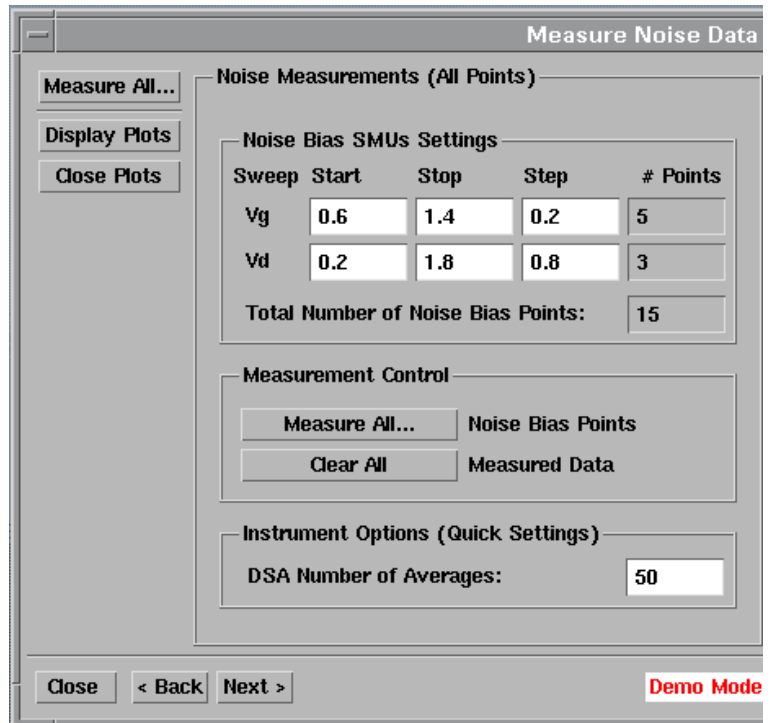 Measure Noise Data
Measure All...
Display Plots
Close Plots
Noise Measurements (All Points)
Noise Bias SMUs Settings
Sweep Start Stop Step # Points
Vg 0.6 1.4 0.2 5
Vd 0.2 1.8 0.8 3
Total Number of Noise Bias Points: 15
Measurement Control
Measure All... Noise Bias Points
Clear All Measured Data
Instrument Options (Quick Settings)
DSA Number of Averages: 50
Close < Back Next > Demo Mode